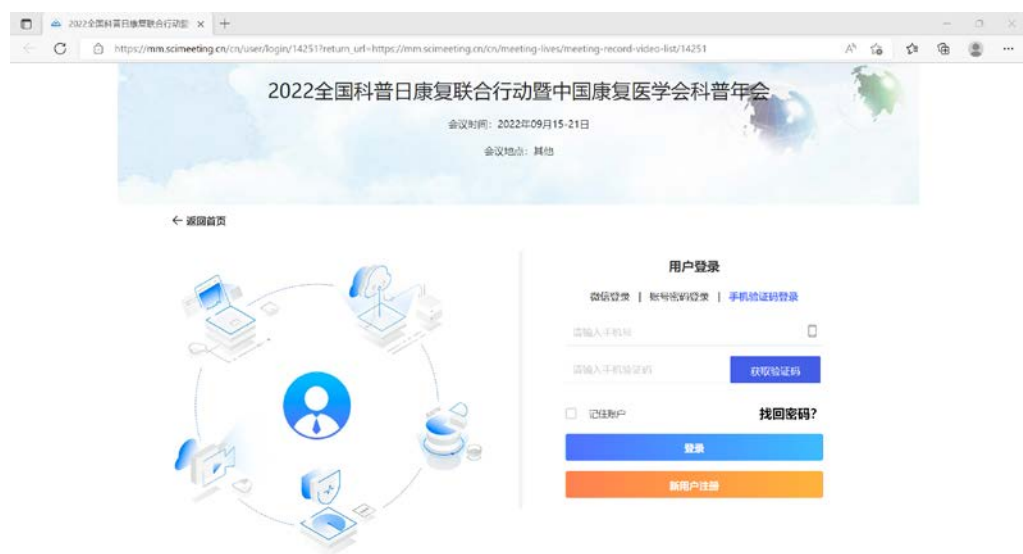 2022全国科普日康复联合行动暨 × +
https://mm.scimeeting.cn/cn/user/login/14251?return_url=https://mm.scimeeting.cn/cn/meeting-lives/meeting-record-video-list/14251
2022全国科普日康复联合行动暨中国康复医学会科普年会
会议时间：2022年09月15-21日
会议地点：其他
← 返回首页
用户登录
微信登录 | 账号密码登录 | 手机验证码登录
请输入手机号
请输入手机验证码
获取验证码
记住账户
找回密码?
登录
新用户注册